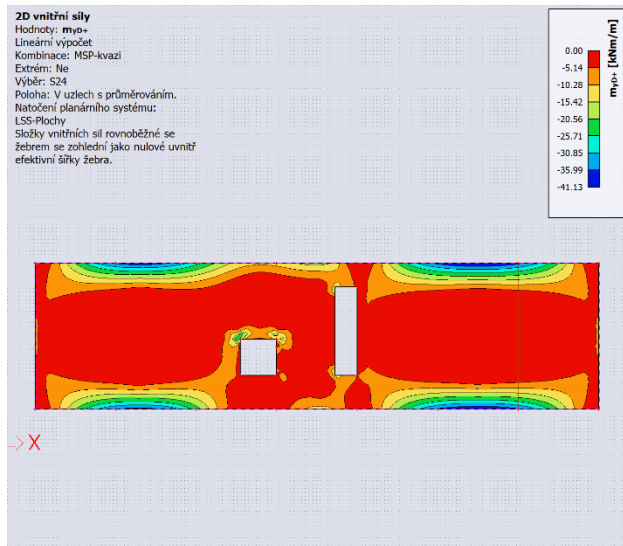 2D vnitřní síly
Hodnoty: myD+
Lineární výpočet
Kombinace: MSP-kvazi
Extrém: Ne
Výběr: S24
Poloha: V uzlech s průměrováním.
Natočení planárního systému:
LSS-Plochy
Složky vnitřních sil rovnoběžné se
žebrem se zohlední jako nulové uvnitř
efektivní šířky žebra.
0.00
-5.14
-10.28
-15.42
-20.56
-25.71
-30.85
-35.99
-41.13
myD+ [kNm/m]
X